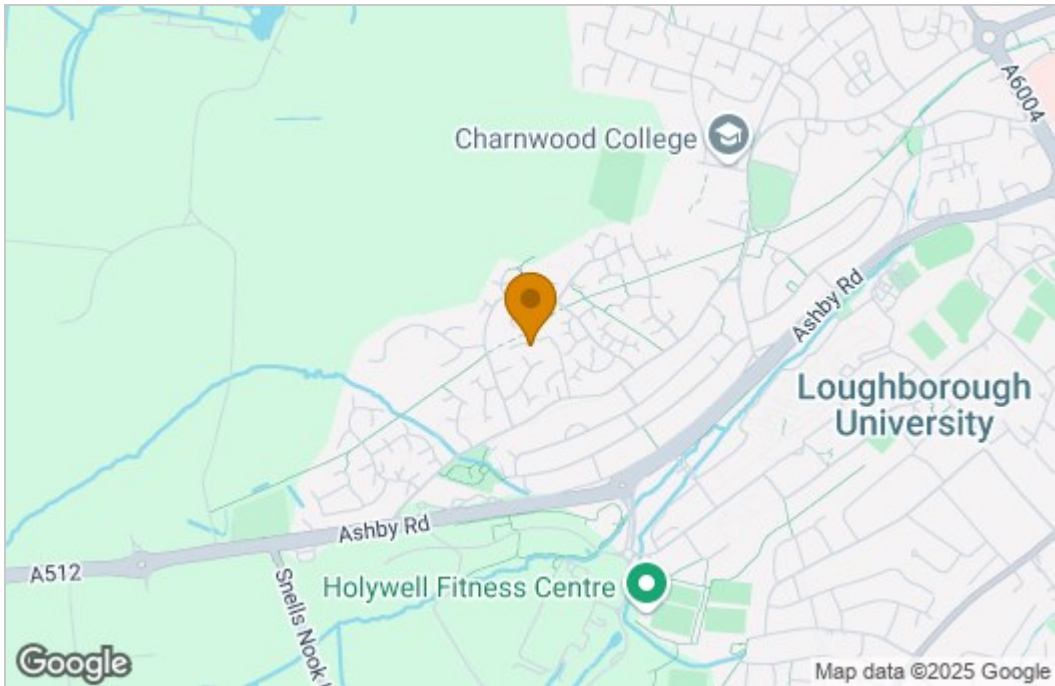 A6004
Charnwood College
Ashby Rd
Loughborough
University
Ashby Rd
A512
Snells Nook
Holywell Fitness Centre
Google
Map data ©2025 Google